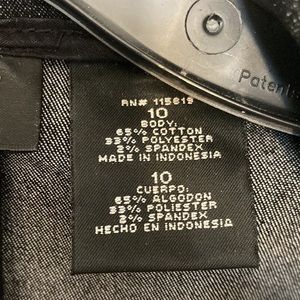 Patent
RN# 115819
10
BODY:
65% COTTON
33% POLYESTER
2% SPANDEX
MADE IN INDONESIA
10
CUERPO:
65% ALGODON
33% POLIESTER
2% SPANDEX
HECHO EN INDONESIA